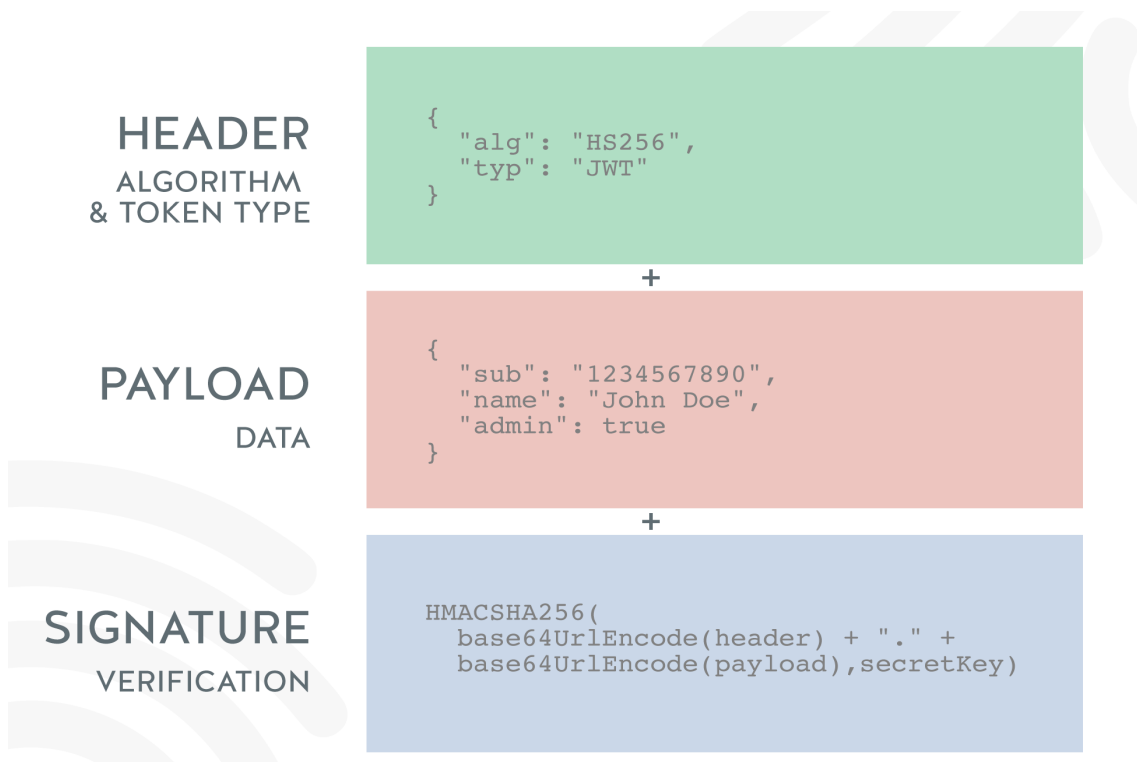 HEADER
ALGORITHM
& TOKEN TYPE
{
  "alg": "HS256",
  "typ": "JWT"
}
+
PAYLOAD
DATA
{
  "sub": "1234567890",
  "name": "John Doe",
  "admin": true
}
+
SIGNATURE
VERIFICATION
HMACSHA256(
  base64UrlEncode(header) + "." +
  base64UrlEncode(payload),secretKey)